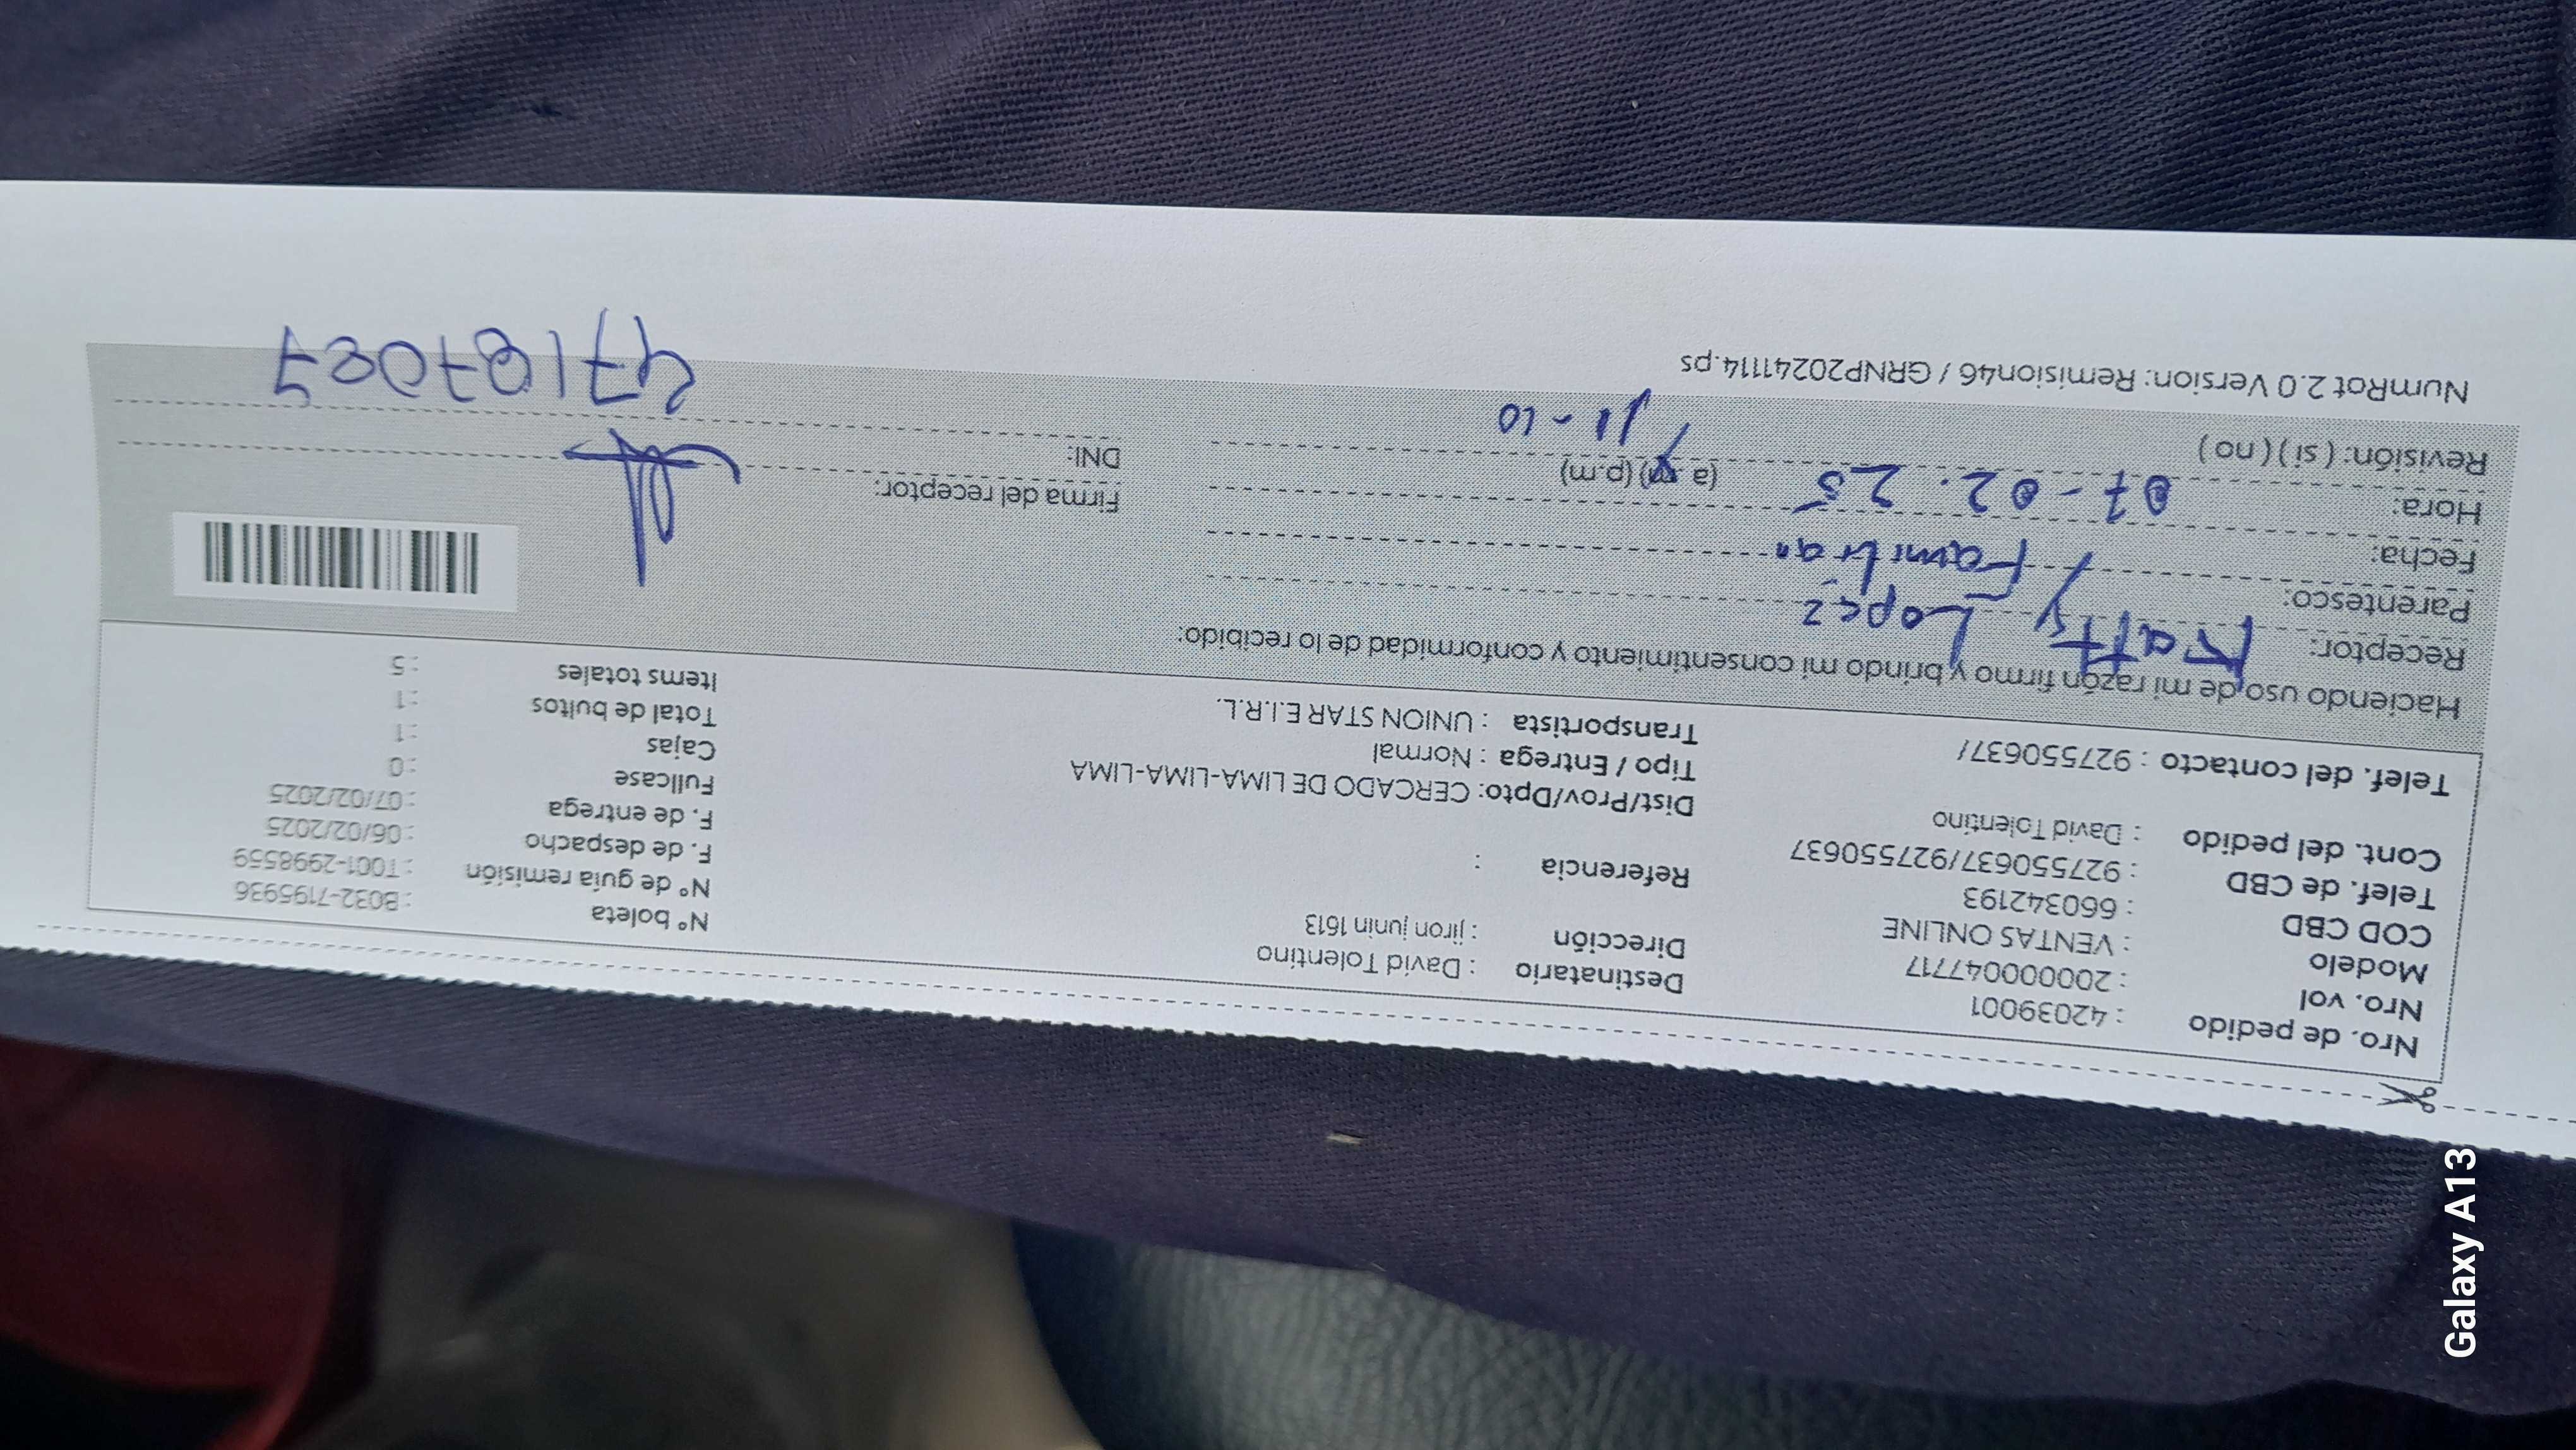 Nro. de pedido : 42039001
Nro. vol : 200000047717
Modelo : VENTAS ONLINE
COD CBD : 660342193
Telef. de CBD : 927550637/927550637
Cont. del pedido : David Tolentino
Telef. del contacto : 927550637/
Destinatario : David Tolentino
Dirección : jiron junin 1613
Referencia :
Dist/Prov/Dpto: CERCADO DE LIMA-LIMA-LIMA
Tipo / Entrega : Normal
Transportista : UNION STAR E.I.R.L.
N° boleta : B032-7195936
N° de guía remisión : T001-2998559
F. de despacho : 06/02/2025
F. de entrega : 07/02/2025
Fullcase : 0
Cajas : 1
Total de bultos : 1
Items totales : 5
Haciendo uso de mi razón firmo y brindo mi consentimiento y conformidad de lo recibido:
Receptor: Katty Lopez
Parentesco: Familiar
Fecha: 07-02.25
Hora: 11-10 (a.m) (p.m)
Revisión: ( si ) ( no )
Firma del receptor:
DNI:
NumRot 2.0 Version: Remision46 / GRNP20241114.ps
Galaxy A13